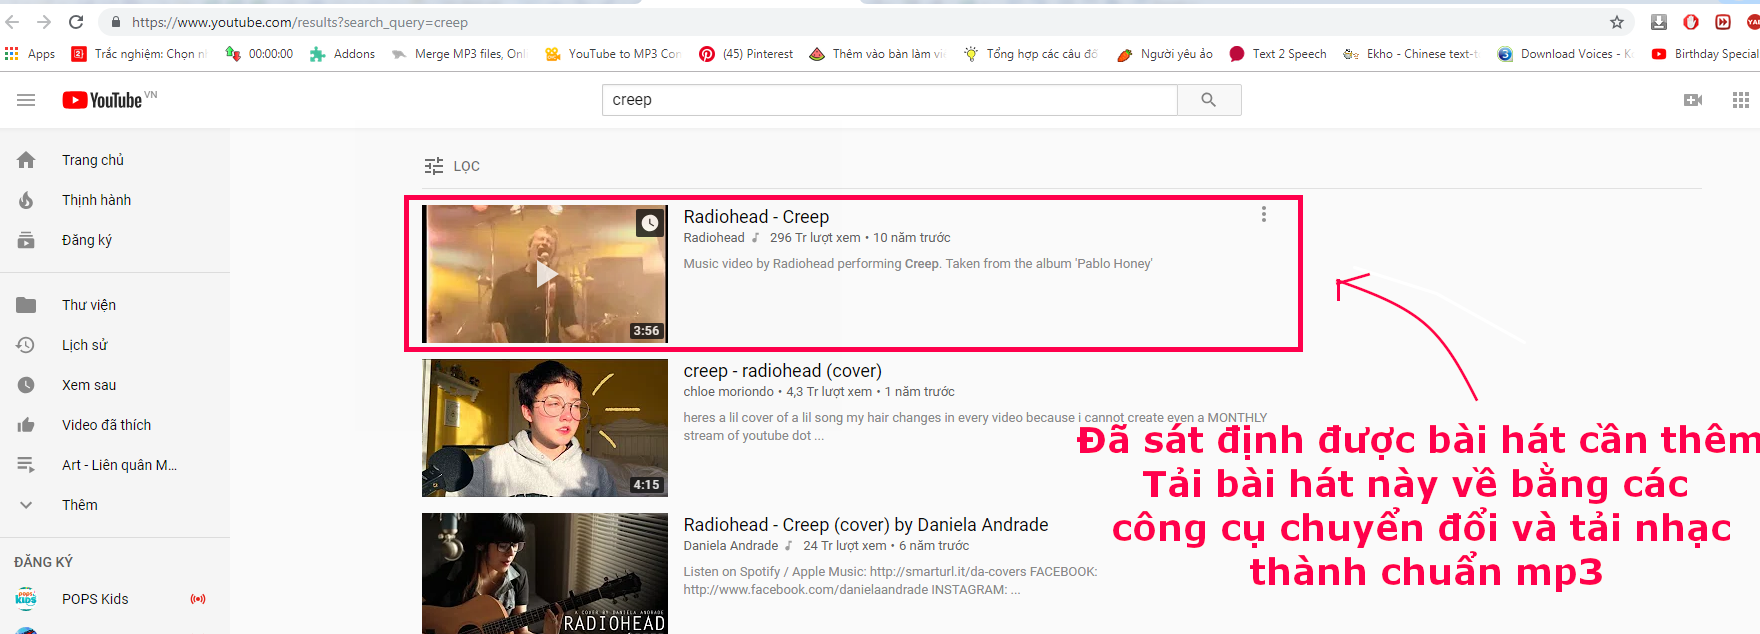 https://www.youtube.com/results?search_query=creep
Apps Trắc nghiệm: Chọn 00:00:00 Addons Merge MP3 files, YouTube to MP3 (45) Pinterest Thêm vào bàn làm Tổng hợp các câu Người yêu ảo Text 2 Speech Ekho - Chinese Download Voices - Birthday Special
YouTube VN
creep
Trang chủ
Thịnh hành
Đăng ký
Thư viện
Lịch sử
Xem sau
Video đã thích
Art - Liên quân M...
Thêm
ĐĂNG KÝ
POPS Kids
LỌC
Radiohead - Creep
Radiohead 296 Tr lượt xem • 10 năm trước
Music video by Radiohead performing Creep. Taken from the album 'Pablo Honey'
3:56
creep - radiohead (cover)
chloe moriondo • 4,3 Tr lượt xem • 1 năm trước
heres a lil cover of a lil song my hair changes in every video because i cannot create even a MONTHLY
stream of youtube dot ...
4:15
Radiohead - Creep (cover) by Daniela Andrade
Daniela Andrade 24 Tr lượt xem • 6 năm trước
Listen on Spotify / Apple Music: http://smarturl.it/da-covers FACEBOOK:
http://www.facebook.com/danielaandrade INSTAGRAM: ...
A COVER BY DANIELA ANDRADE
RADIOHEAD
Đã sát định được bài hát cần thêm
Tải bài hát này về bằng các
công cụ chuyển đổi và tải nhạc
thành chuẩn mp3